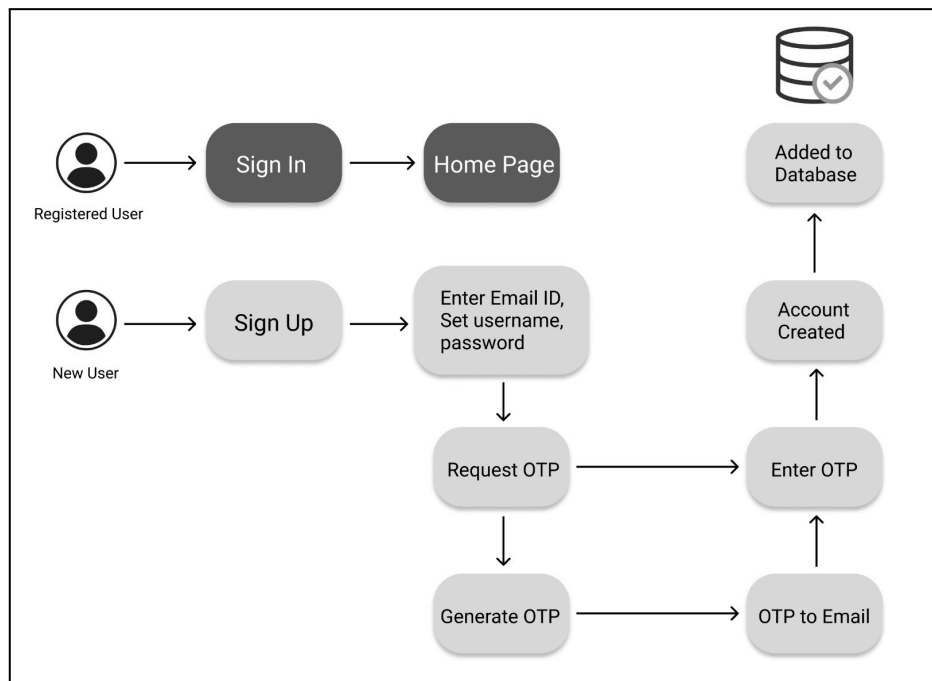 Sign In
Home Page
Registered User
Added to
Database
Sign Up
Enter Email ID,
Set username,
password
New User
Account
Created
Request OTP
Enter OTP
Generate OTP
OTP to Email